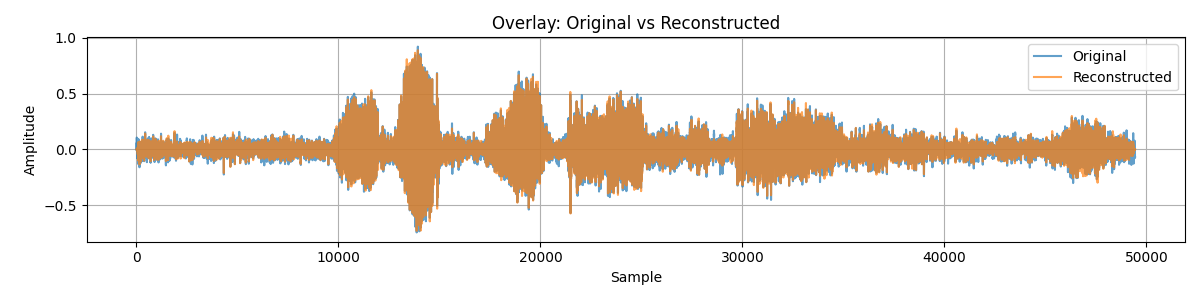 Overlay: Original vs Reconstructed
1.0
0.5
0.0
−0.5
Amplitude
Original
Reconstructed
0
10000
20000
30000
40000
50000
Sample